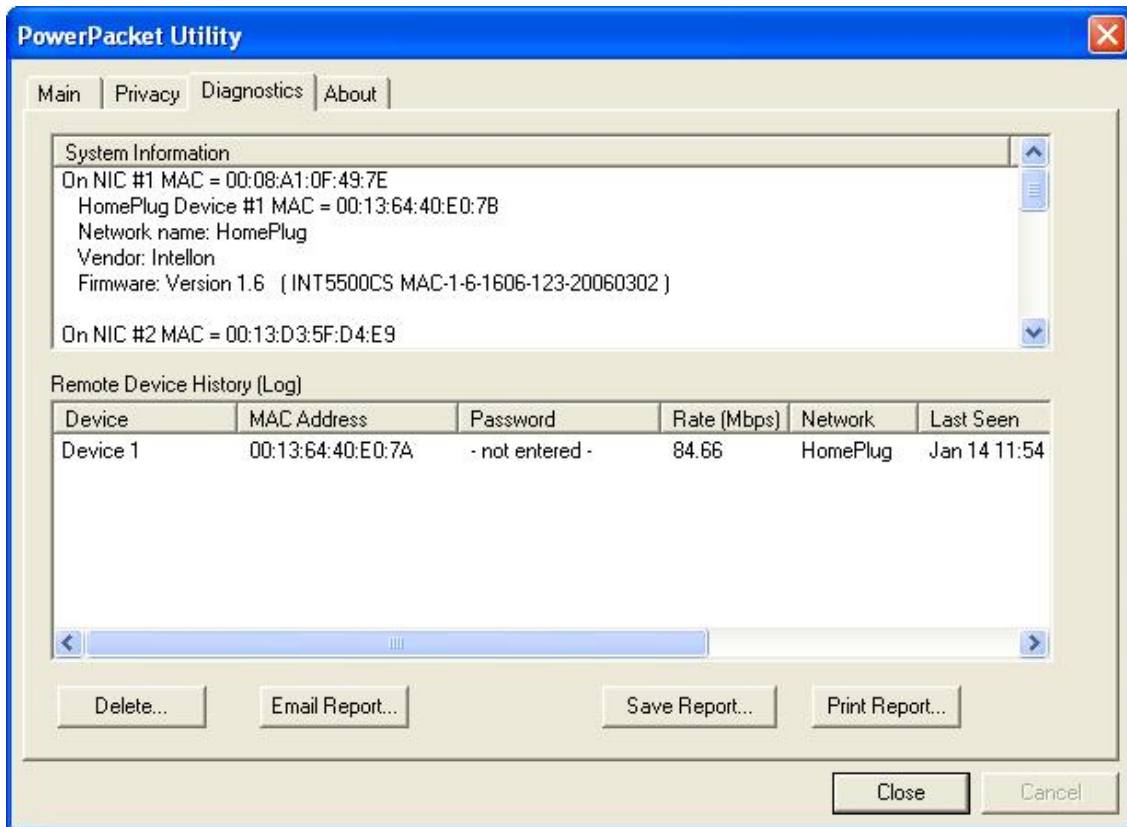 PowerPacket Utility
Main Privacy Diagnostics About
System Information
On NIC #1 MAC = 00:08:A1:0F:49:7E
HomePlug Device #1 MAC = 00:13:64:40:E0:7B
Network name: HomePlug
Vendor: Intellon
Firmware: Version 1.6 ( INT5500CS MAC-1-6-1606-123-20060302 )
On NIC #2 MAC = 00:13:D3:5F:D4:E9
Remote Device History (Log)
Device MAC Address Password Rate (Mbps) Network Last Seen
Device 1 00:13:64:40:E0:7A - not entered - 84.66 HomePlug Jan 14 11:54
Delete... Email Report... Save Report... Print Report...
Close Cancel